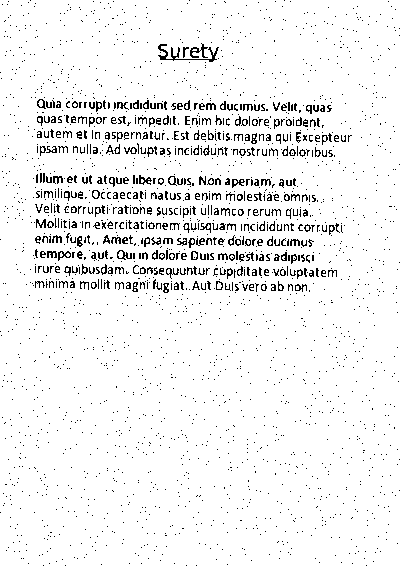 Surety
Quia corrupti incididunt sed rem ducimus. Velit, quas
quas tempor est, impedit. Enim hic dolore proident,
autem et in aspernatur. Est debitis magna qui Excepteur
ipsam nulla. Ad voluptas incididunt nostrum doloribus.
Illum et ut atque libero Quis. Non aperiam, aut
similique. Occaecati natus a enim molestiae omnis.
Velit corrupti ratione suscipit ullamco rerum quia.
Mollitia in exercitationem quisquam incididunt corrupti
enim fugit,. Amet, ipsam sapiente dolore ducimus
tempore, aut. Qui in dolore Duis molestias adipisci
irure quibusdam. Consequuntur cupiditate voluptatem
minima mollit magni fugiat. Aut Duis vero ab non.